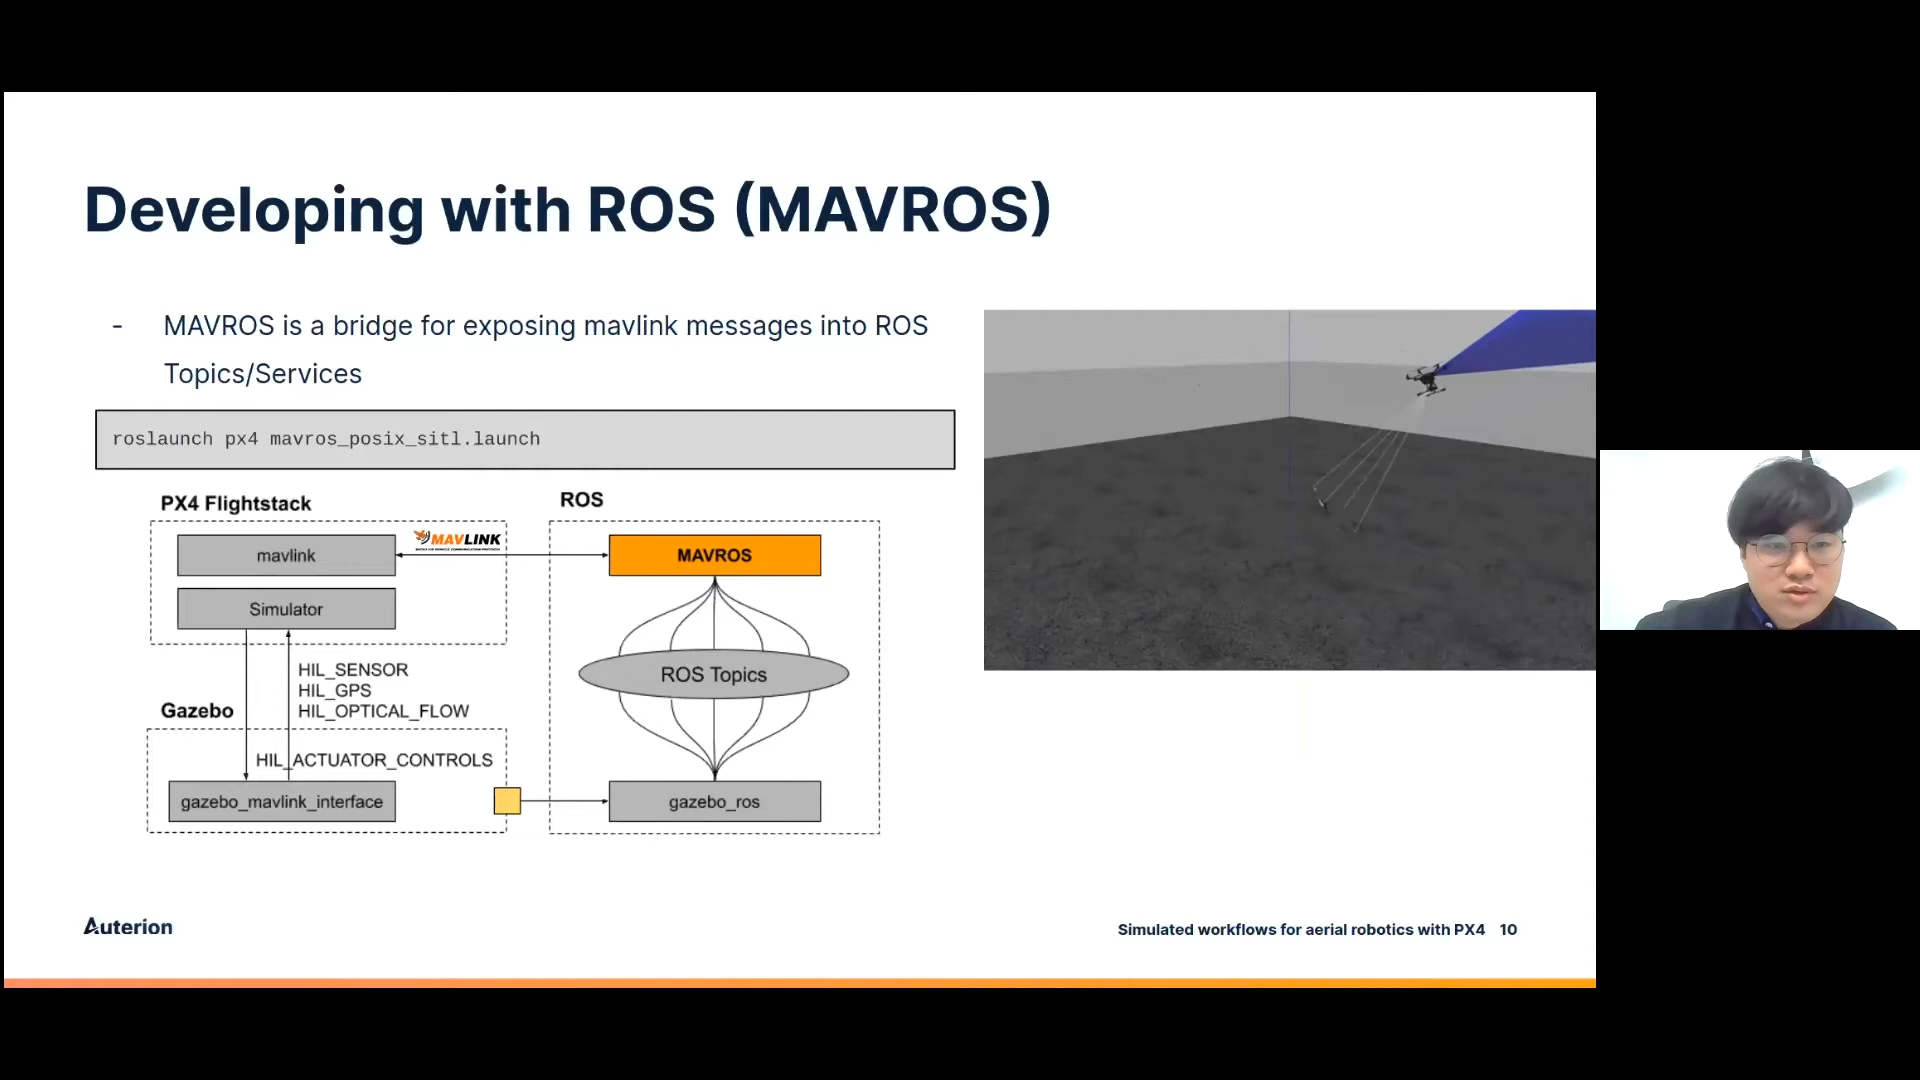 Developing with ROS (MAVROS)
- MAVROS is a bridge for exposing mavlink messages into ROS
Topics/Services
roslaunch px4 mavros_posix_sitl.launch
PX4 Flightstack
ROS
MAVLINK
mavlink
MAVROS
Simulator
HIL_SENSOR
HIL_GPS
HIL_OPTICAL_FLOW
ROS Topics
Gazebo
HIL_ACTUATOR_CONTROLS
gazebo_mavlink_interface
gazebo_ros
Auterion
Simulated workflows for aerial robotics with PX4 10